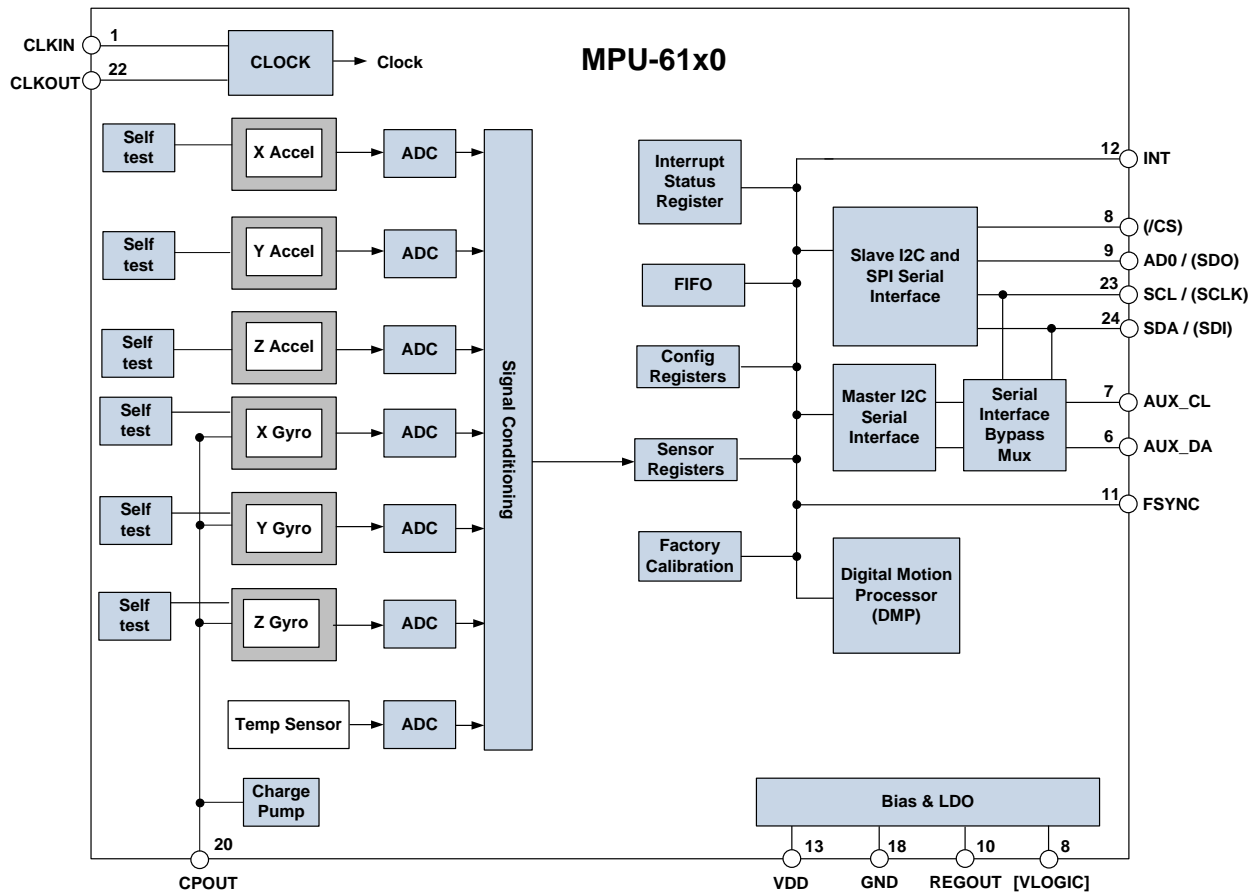 MPU-61x0
CLKIN
1
CLKOUT
22
CLOCK
Clock
Self
test
X Accel
ADC
Self
test
Y Accel
ADC
Self
test
Z Accel
ADC
Self
test
X Gyro
ADC
Self
test
Y Gyro
ADC
Self
test
Z Gyro
ADC
Temp Sensor
ADC
Charge
Pump
20
CPOUT
Signal Conditioning
Interrupt
Status
Register
FIFO
Config
Registers
Sensor
Registers
Factory
Calibration
Slave I2C and
SPI Serial
Interface
Master I2C
Serial
Interface
Serial
Interface
Bypass
Mux
Digital Motion
Processor
(DMP)
12
INT
8
(/CS)
9
AD0 / (SDO)
23
SCL / (SCLK)
24
SDA / (SDI)
7
AUX_CL
6
AUX_DA
11
FSYNC
Bias & LDO
13
18
10
8
VDD
GND
REGOUT
[VLOGIC]